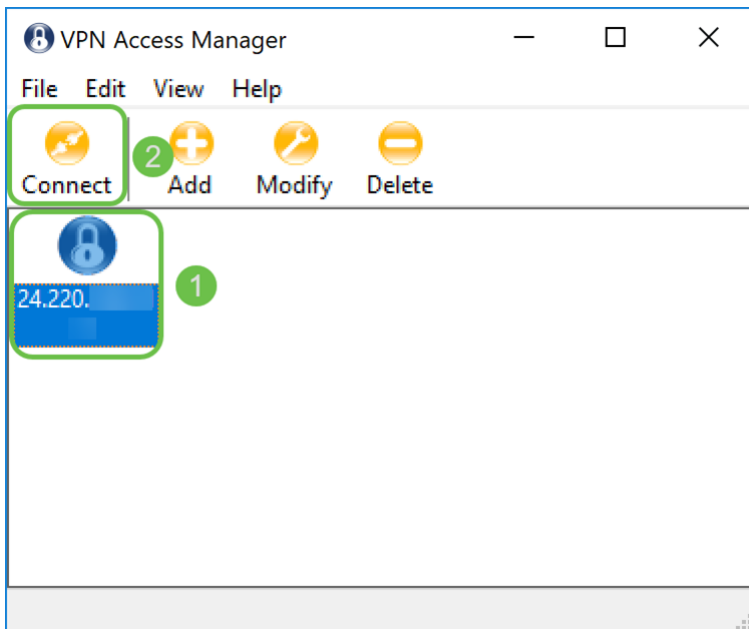 VPN Access Manager
File Edit View Help
Connect 2 Add Modify Delete
1
24.220.